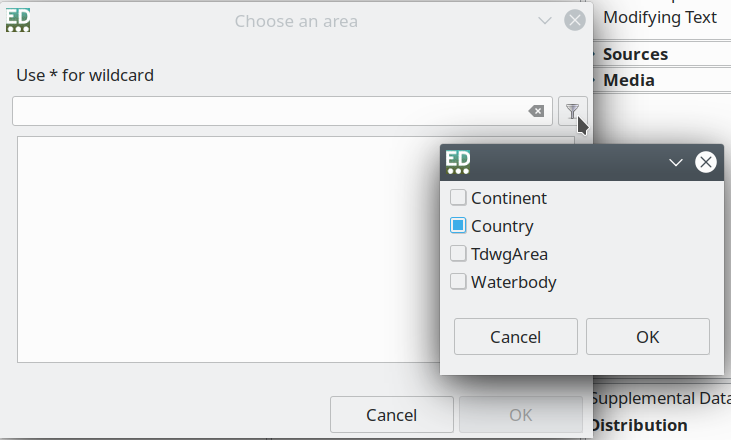 ED
Choose an area
Modifying Text
Sources
Media
Use * for wildcard
ED
Continent
Country
TdwgArea
Waterbody
Cancel
OK
Cancel
OK
Supplemental Data
Distribution